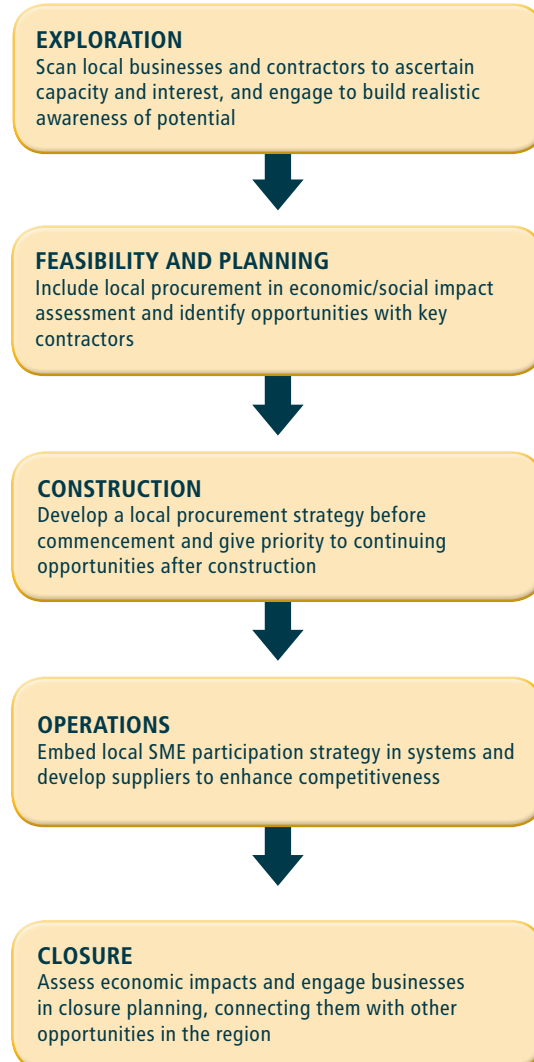 EXPLORATION
Scan local businesses and contractors to ascertain
capacity and interest, and engage to build realistic
awareness of potential
FEASIBILITY AND PLANNING
Include local procurement in economic/social impact
assessment and identify opportunities with key
contractors
CONSTRUCTION
Develop a local procurement strategy before
commencement and give priority to continuing
opportunities after construction
OPERATIONS
Embed local SME participation strategy in systems and
develop suppliers to enhance competitiveness
CLOSURE
Assess economic impacts and engage businesses
in closure planning, connecting them with other
opportunities in the region